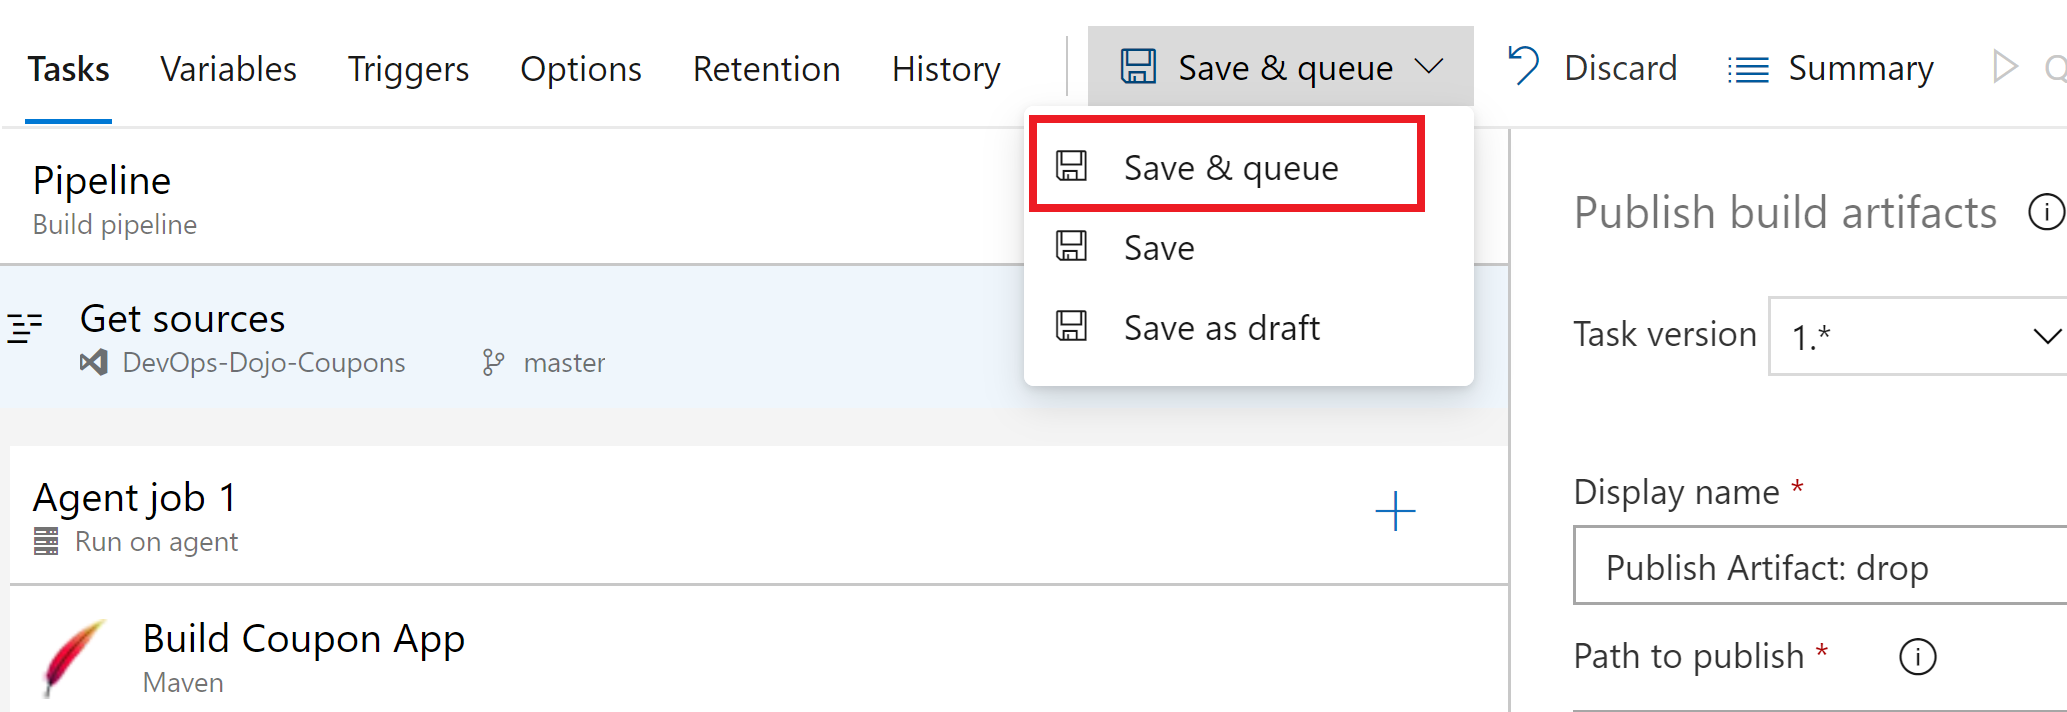 Tasks Variables Triggers Options Retention History Save & queue Discard Summary
Save & queue
Save
Save as draft
Pipeline
Build pipeline
Get sources
DevOps-Dojo-Coupons master
Agent job 1
Run on agent
Build Coupon App
Maven
Publish build artifacts
Task version 1.*
Display name *
Publish Artifact: drop
Path to publish *